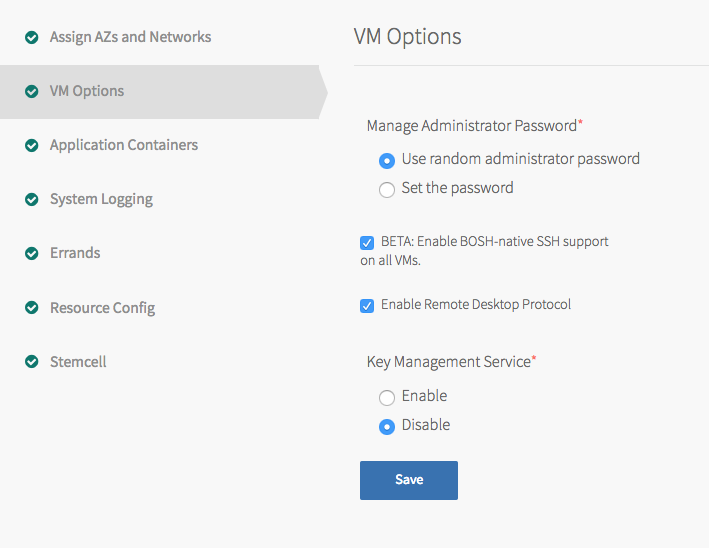 Assign AZs and Networks
VM Options
Application Containers
System Logging
Errands
Resource Config
Stemcell
VM Options
Manage Administrator Password*
Use random administrator password
Set the password
BETA: Enable BOSH-native SSH support
on all VMs.
Enable Remote Desktop Protocol
Key Management Service*
Enable
Disable
Save